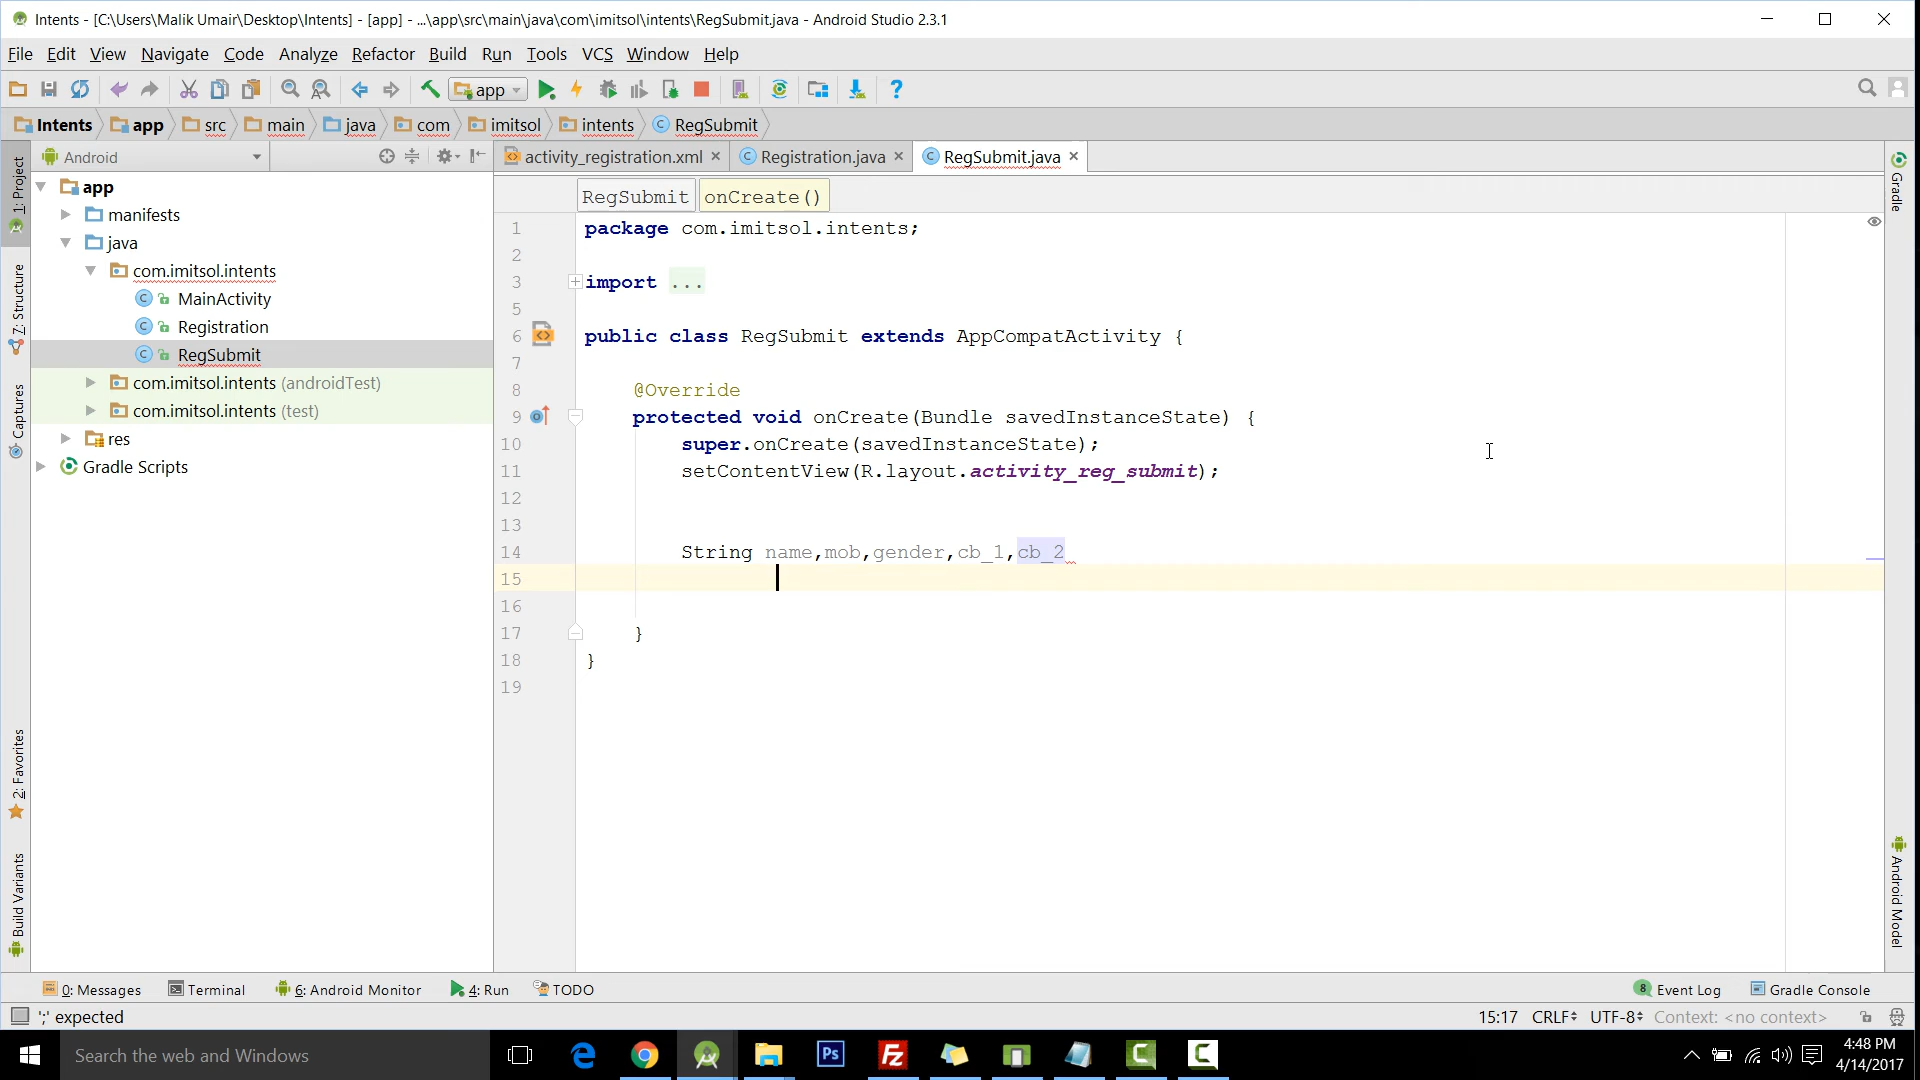 Intents - [C:\Users\Malik Umair\Desktop\Intents] - [app] - ...\app\src\main\java\com\imitsol\intents\RegSubmit.java - Android Studio 2.3.1
File Edit View Navigate Code Analyze Refactor Build Run Tools VCS Window Help
app
Intents app src main java com imitsol intents RegSubmit
Android
activity_registration.xml Registration.java RegSubmit.java
RegSubmit onCreate()
app
manifests
java
com.imitsol.intents
MainActivity
Registration
RegSubmit
com.imitsol.intents (androidTest)
com.imitsol.intents (test)
res
Gradle Scripts
1: Project
7: Structure
Captures
2: Favorites
Build Variants
1 package com.imitsol.intents;
2
3 import ...
5
6 public class RegSubmit extends AppCompatActivity {
7
8 @Override
9 protected void onCreate(Bundle savedInstanceState) {
10 super.onCreate(savedInstanceState);
11 setContentView(R.layout.activity_reg_submit);
12
13
14 String name,mob,gender,cb_1,cb_2
15
16
17 }
18 }
19
Gradle
Android Model
0: Messages Terminal 6: Android Monitor 4: Run TODO
8 Event Log Gradle Console
';' expected
15:17 CRLF UTF-8 Context: <no context>
Search the web and Windows
Ps
Fz
4:48 PM
4/14/2017